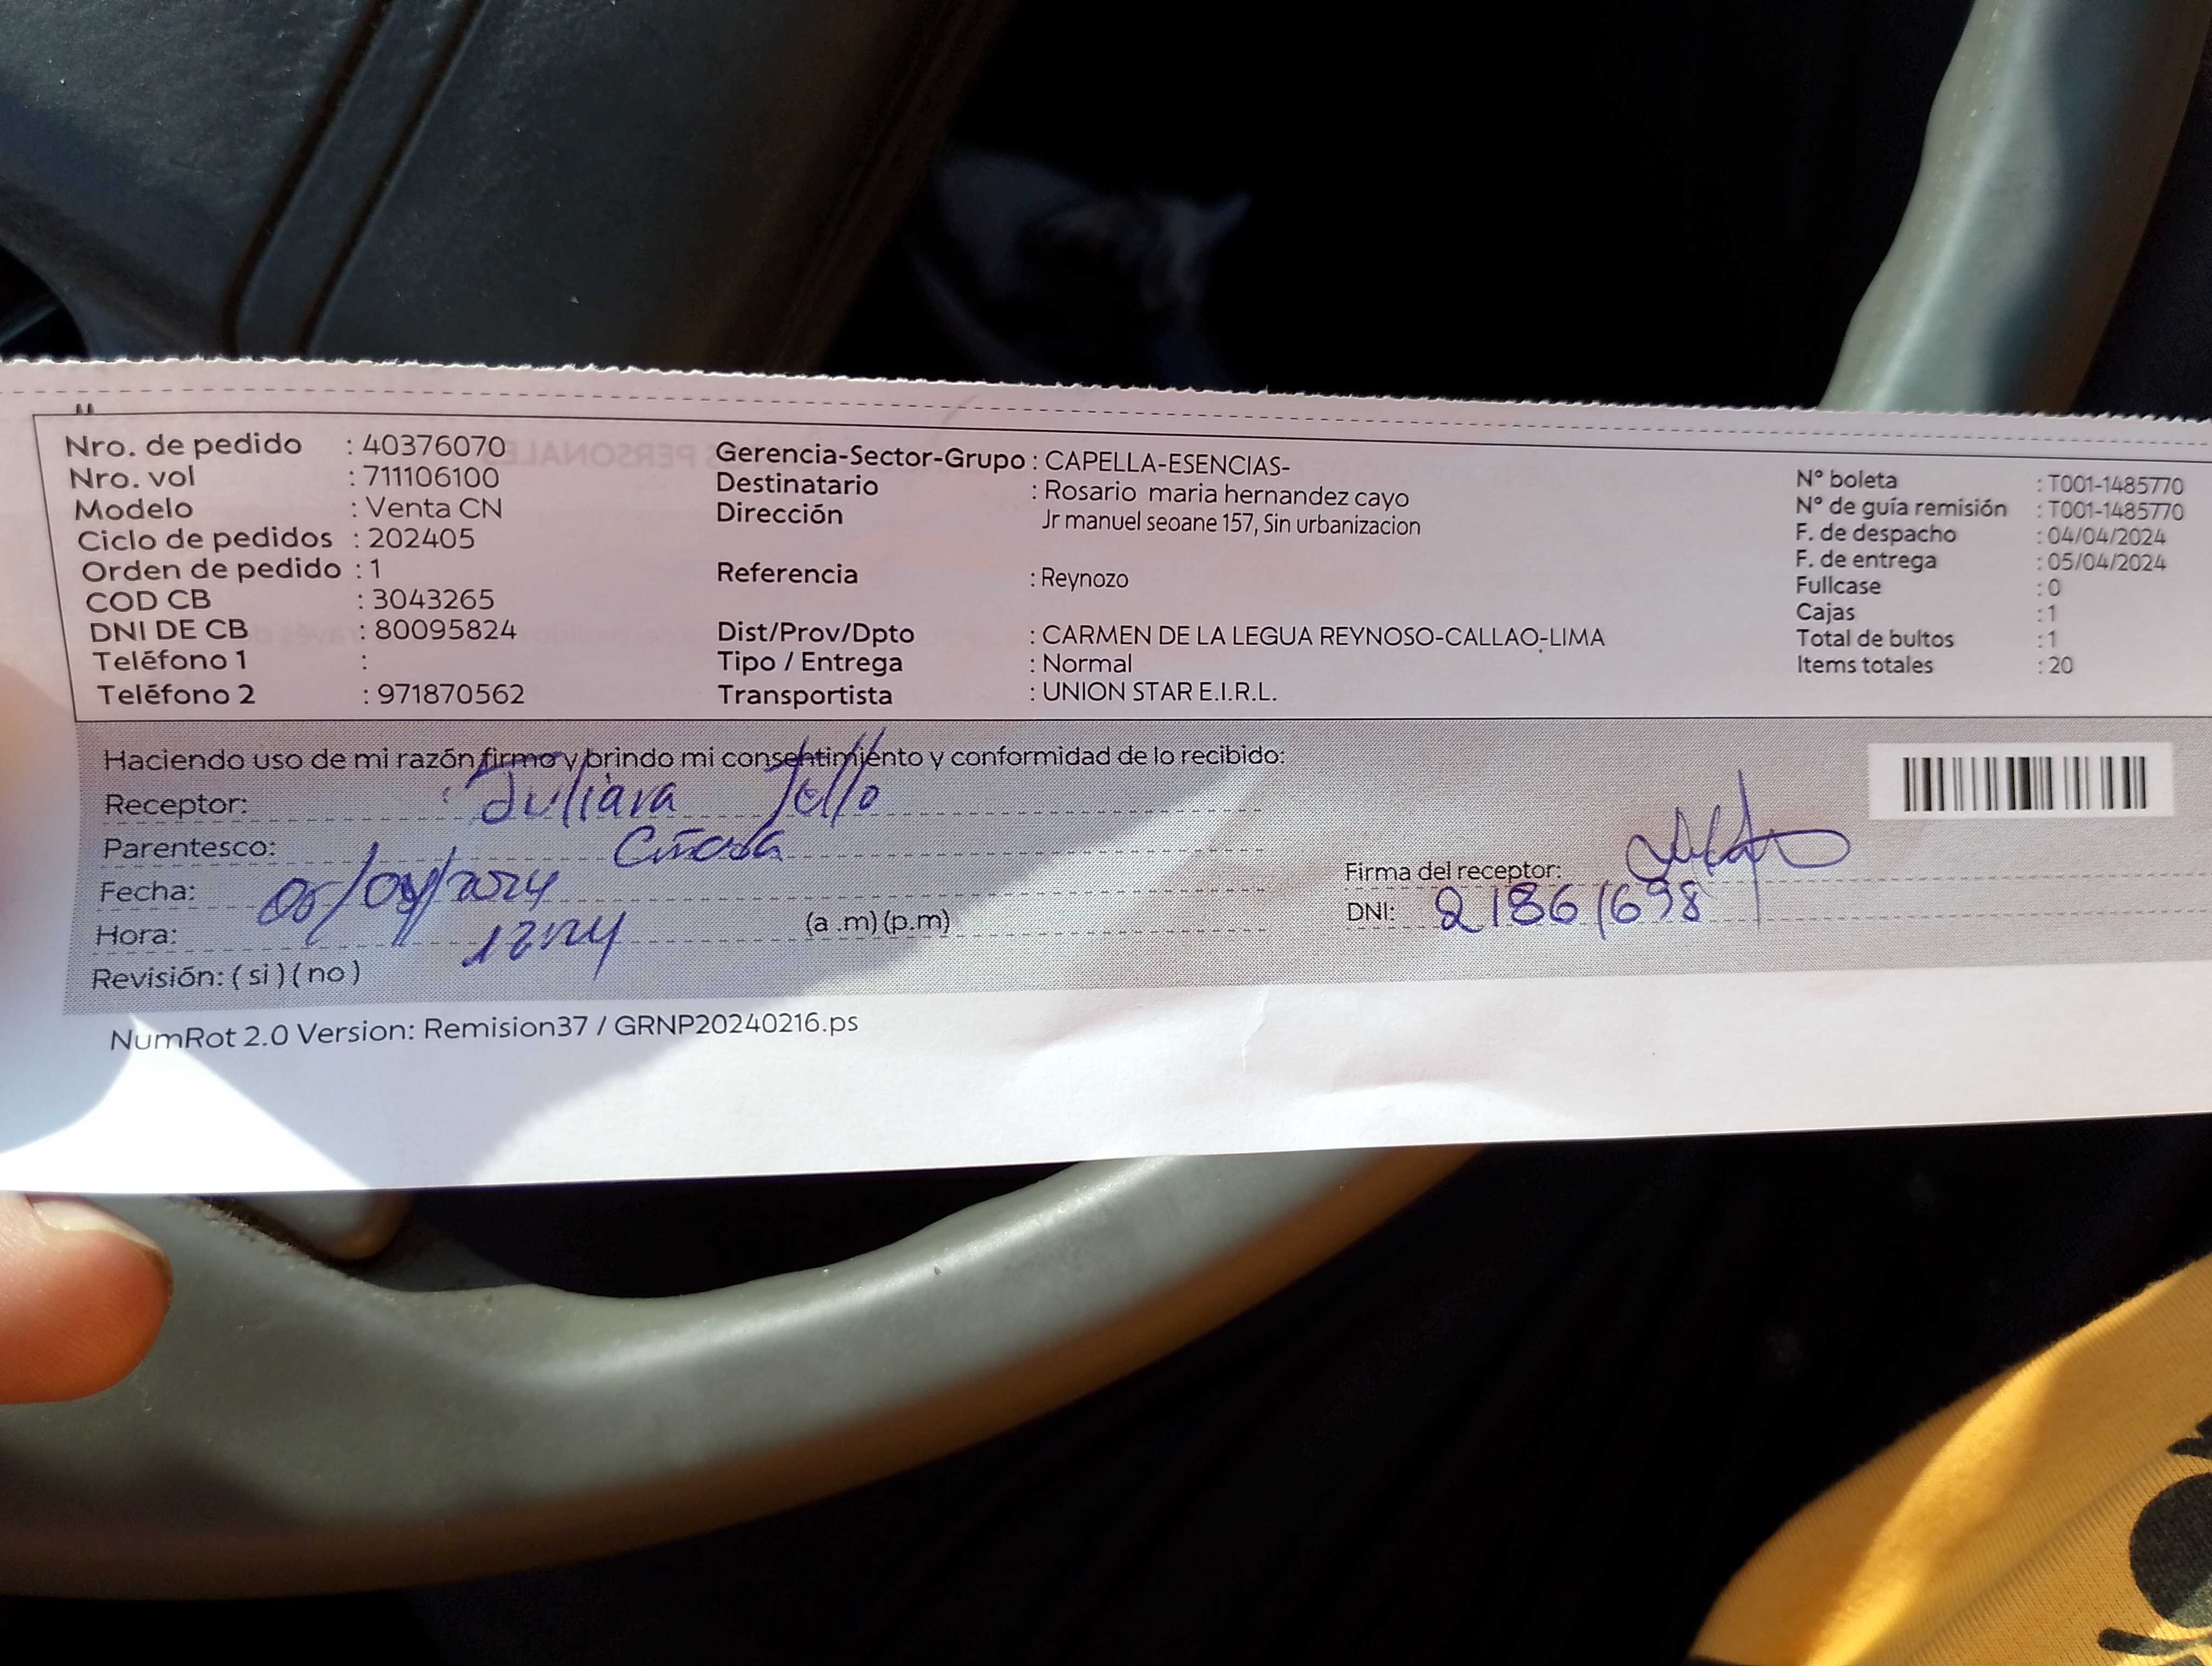 Nro. de pedido : 40376070
Nro. vol : 711106100
Modelo : Venta CN
Ciclo de pedidos : 202405
Orden de pedido : 1
COD CB : 3043265
DNI DE CB : 80095824
Teléfono 1 :
Teléfono 2 : 971870562
Gerencia-Sector-Grupo : CAPELLA-ESENCIAS-
Destinatario : Rosario maria hernandez cayo
Dirección Jr manuel seoane 157, Sin urbanizacion
Referencia : Reynozo
Dist/Prov/Dpto : CARMEN DE LA LEGUA REYNOSO-CALLAO-LIMA
Tipo / Entrega : Normal
Transportista : UNION STAR E.I.R.L.
N° boleta : T001-1485770
N° de guía remisión : T001-1485770
F. de despacho : 04/04/2024
F. de entrega : 05/04/2024
Fullcase : 0
Cajas : 1
Total de bultos : 1
Items totales : 20
Haciendo uso de mi razón firmo y brindo mi consentimiento y conformidad de lo recibido:
Receptor: Juliava Tello
Parentesco:
Fecha: 05/04/2024
Hora: (a .m) (p.m)
Revisión: ( si ) ( no )
Firma del receptor:
DNI: 21861698
NumRot 2.0 Version: Remision37 / GRNP20240216.ps